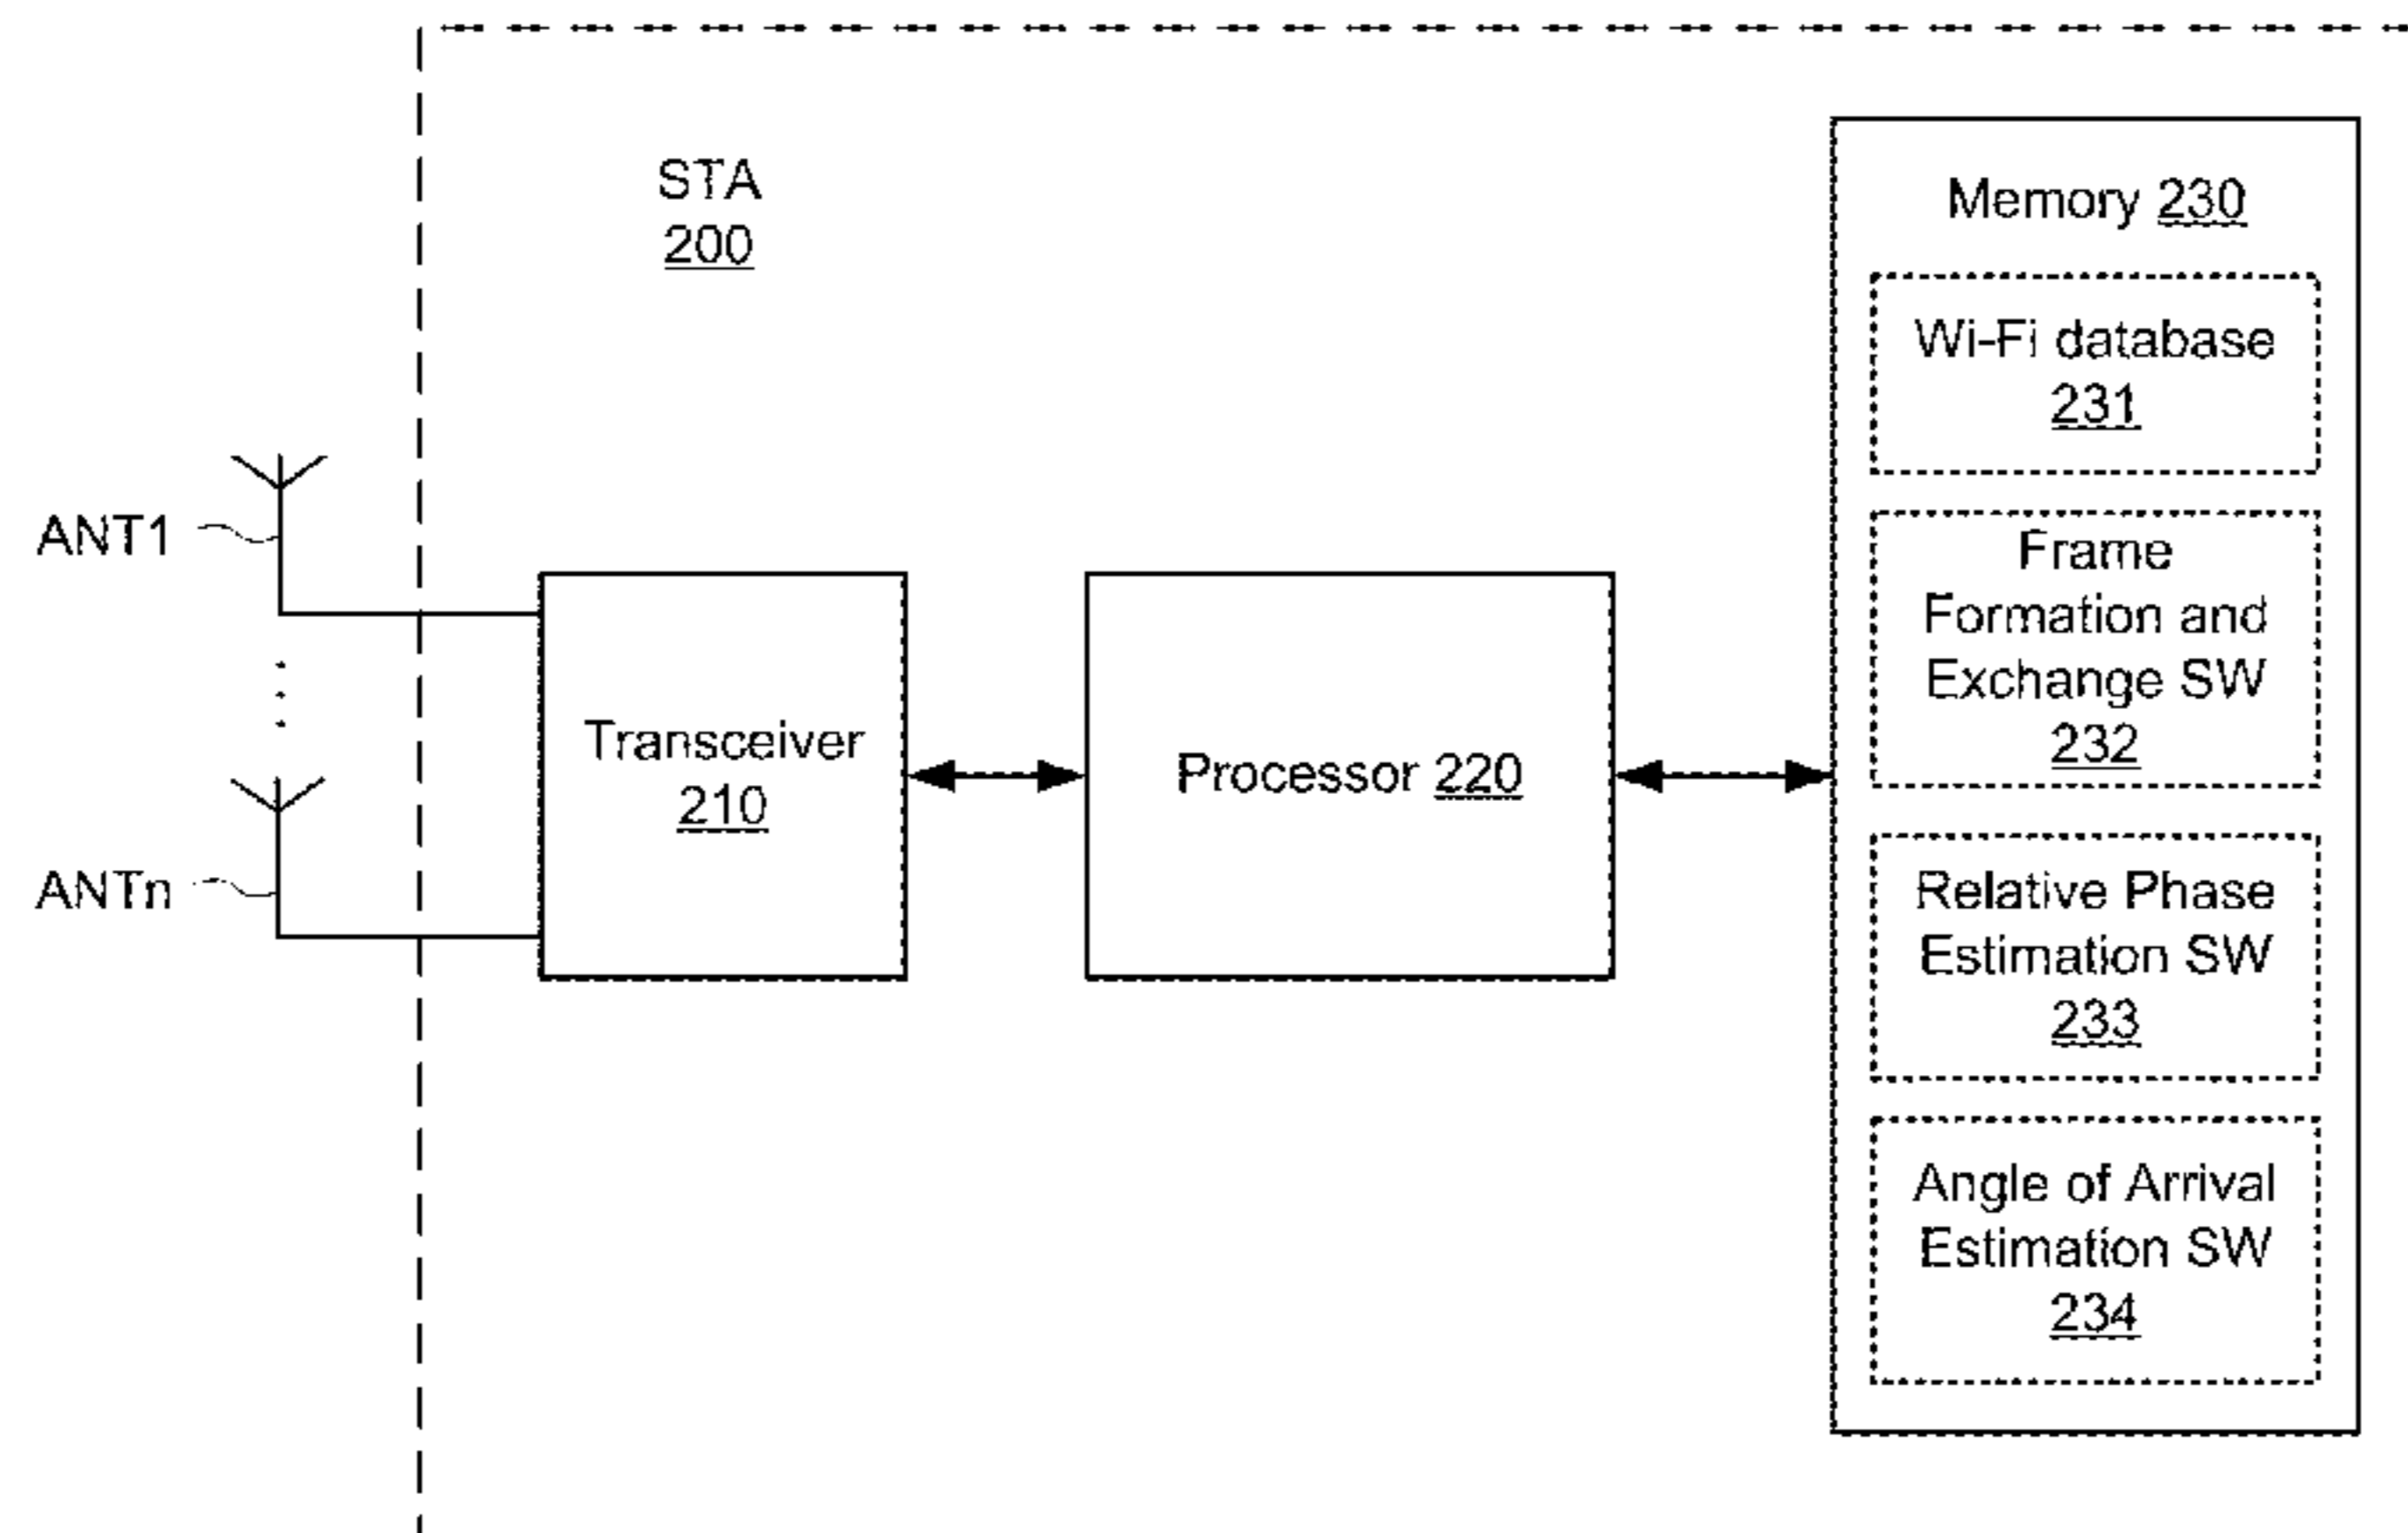 STA
200
ANT1
ANTn
Transceiver
210
Processor 220
Memory 230
Wi-Fi database
231
Frame
Formation and
Exchange SW
232
Relative Phase
Estimation SW
233
Angle of Arrival
Estimation SW
234